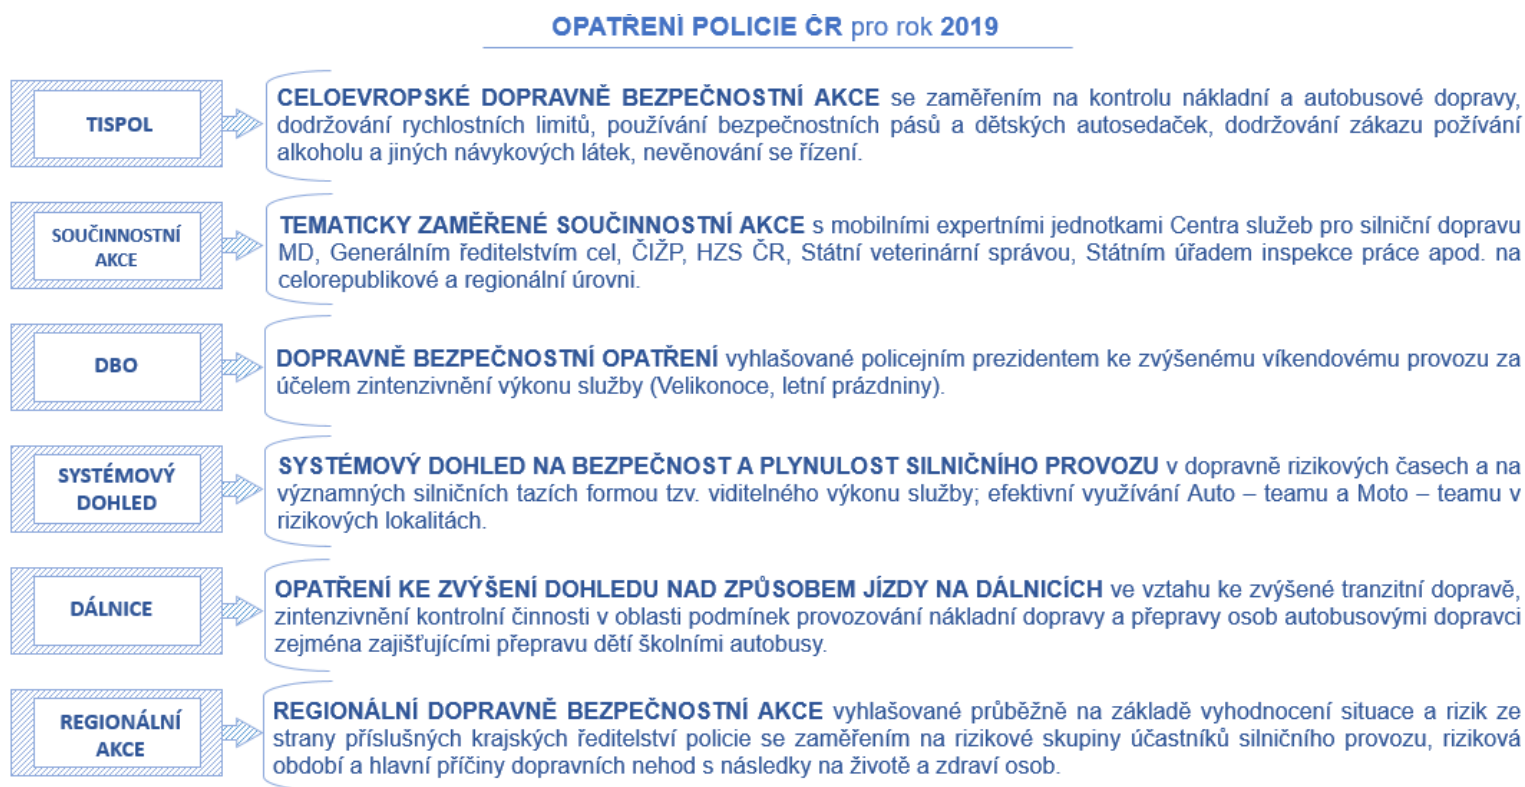 OPATŘENÍ POLICIE ČR pro rok 2019
TISPOL
CELOEVROPSKÉ DOPRAVNĚ BEZPEČNOSTNÍ AKCE se zaměřením na kontrolu nákladní a autobusové dopravy,
dodržování rychlostních limitů, používání bezpečnostních pásů a dětských autosedaček, dodržování zákazu požívání
alkoholu a jiných návykových látek, nevěnování se řízení.
SOUČINNOSTNÍ
AKCE
TEMATICKY ZAMĚŘENÉ SOUČINNOSTNÍ AKCE s mobilními expertními jednotkami Centra služeb pro silniční dopravu
MD, Generálním ředitelstvím cel, ČIŽP, HZS ČR, Státní veterinární správou, Státním úřadem inspekce práce apod. na
celorepublikové a regionální úrovni.
DBO
DOPRAVNĚ BEZPEČNOSTNÍ OPATŘENÍ vyhlašované policejním prezidentem ke zvýšenému víkendovému provozu za
účelem zintenzivnění výkonu služby (Velikonoce, letní prázdniny).
SYSTÉMOVÝ
DOHLED
SYSTÉMOVÝ DOHLED NA BEZPEČNOST A PLYNULOST SILNIČNÍHO PROVOZU v dopravně rizikových časech a na
významných silničních tazích formou tzv. viditelného výkonu služby; efektivní využívání Auto – teamu a Moto – teamu v
rizikových lokalitách.
DÁLNICE
OPATŘENÍ KE ZVÝŠENÍ DOHLEDU NAD ZPŮSOBEM JÍZDY NA DÁLNICÍCH ve vztahu ke zvýšené tranzitní dopravě,
zintenzivnění kontrolní činnosti v oblasti podmínek provozování nákladní dopravy a přepravy osob autobusovými dopravci
zejména zajišťujícími přepravu dětí školními autobusy.
REGIONÁLNÍ
AKCE
REGIONÁLNÍ DOPRAVNĚ BEZPEČNOSTNÍ AKCE vyhlašované průběžně na základě vyhodnocení situace a rizik ze
strany příslušných krajských ředitelství policie se zaměřením na rizikové skupiny účastníků silničního provozu, riziková
období a hlavní příčiny dopravních nehod s následky na životě a zdraví osob.